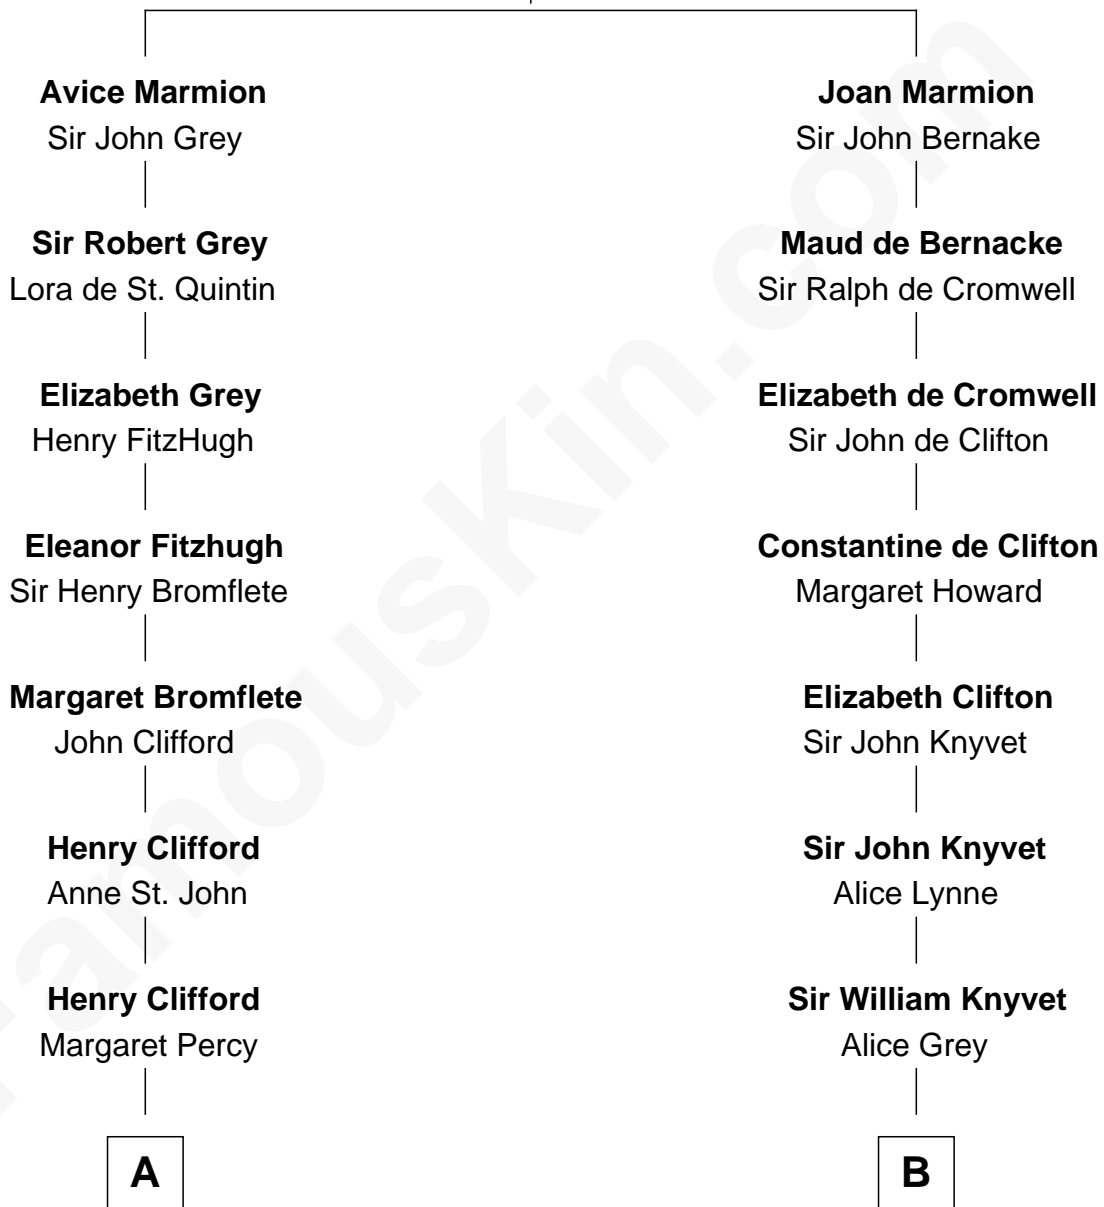 Avice Marmion
Sir John Grey
Sir Robert Grey
Lora de St. Quintin
Elizabeth Grey
Henry FitzHugh
Eleanor Fitzhugh
Sir Henry Bromflete
Margaret Bromflete
John Clifford
Henry Clifford
Anne St. John
Henry Clifford
Margaret Percy
A
Joan Marmion
Sir John Bernake
Maud de Bernacke
Sir Ralph de Cromwell
Elizabeth de Cromwell
Sir John de Clifton
Constantine de Clifton
Margaret Howard
Elizabeth Clifton
Sir John Knyvet
Sir John Knyvet
Alice Lynne
Sir William Knyvet
Alice Grey
B
FamousKin.com